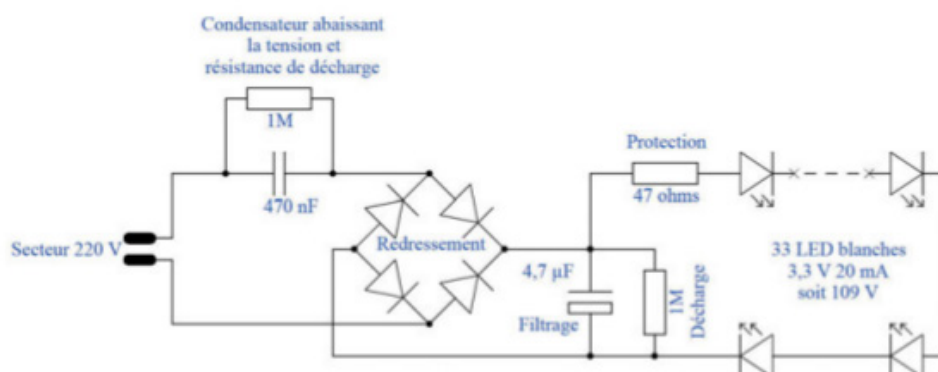 Condensateur abaissant
la tension et
résistance de décharge
1M
470 nF
Secteur 220 V
Redressement
Protection
47 ohms
4,7 µF
Filtrage
1M
Décharge
33 LED blanches
3,3 V 20 mA
soit 109 V